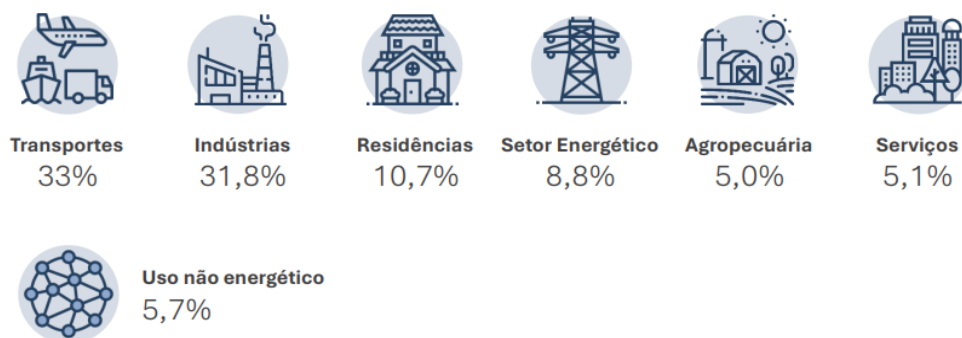 Transportes Indústrias Residências Setor Energético Agropecuária Serviços
33% 31,8% 10,7% 8,8% 5,0% 5,1%
Uso não energético
5,7%